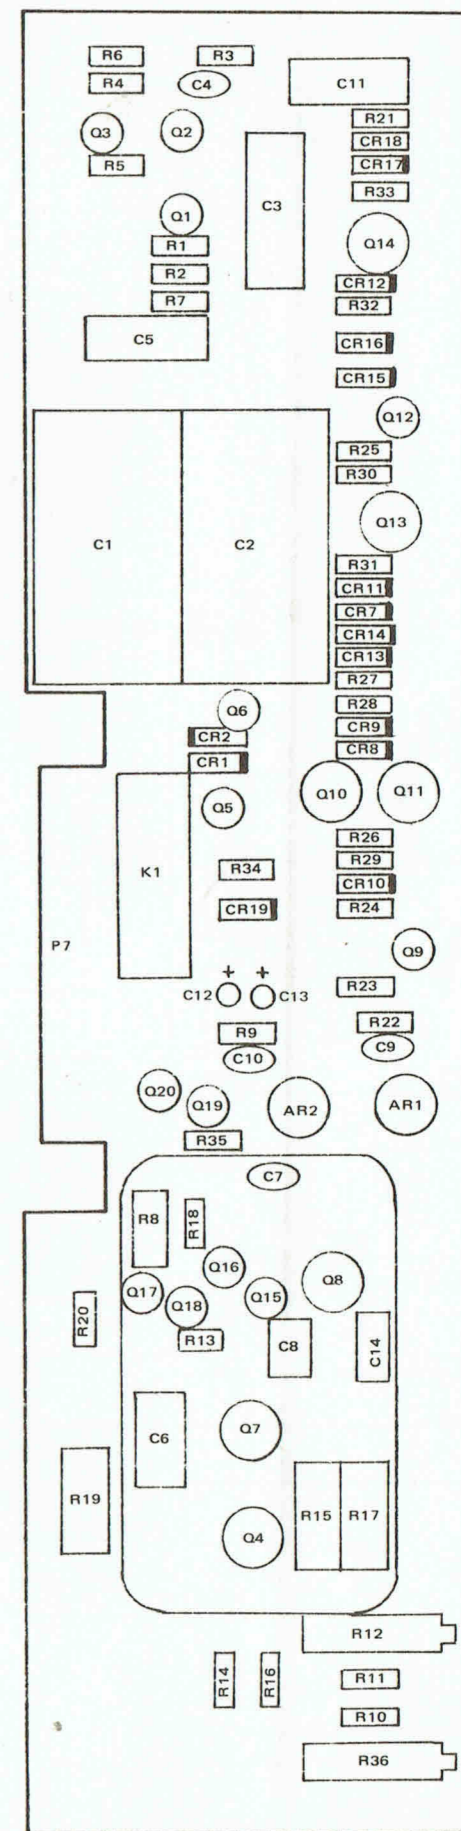 R6 R3
R4 C4 C11
R21
Q3 Q2 CR18
R5 CR17
R33
C3
Q1 Q14
R1
R2 CR12
R7 R32
C5 CR16
CR15
Q12
R25
R30
Q13
C1 C2
R31
CR11
CR7
CR14
CR13
R27
Q6 R28
CR2 CR9
CR1 CR8
Q5 Q10 Q11
R26
K1 R34 R29
CR10
CR19 R24
P7 Q9
+ +
C12 C13 R23
R9 R22
C10 C9
Q20 Q19 AR2 AR1
R35
C7
R8 R18
Q16
Q17 Q18 Q15 Q8
R20 R13 C8 C14
C6 Q7
R19 R15 R17
Q4
R12
R14 R16 R11
R10
R36